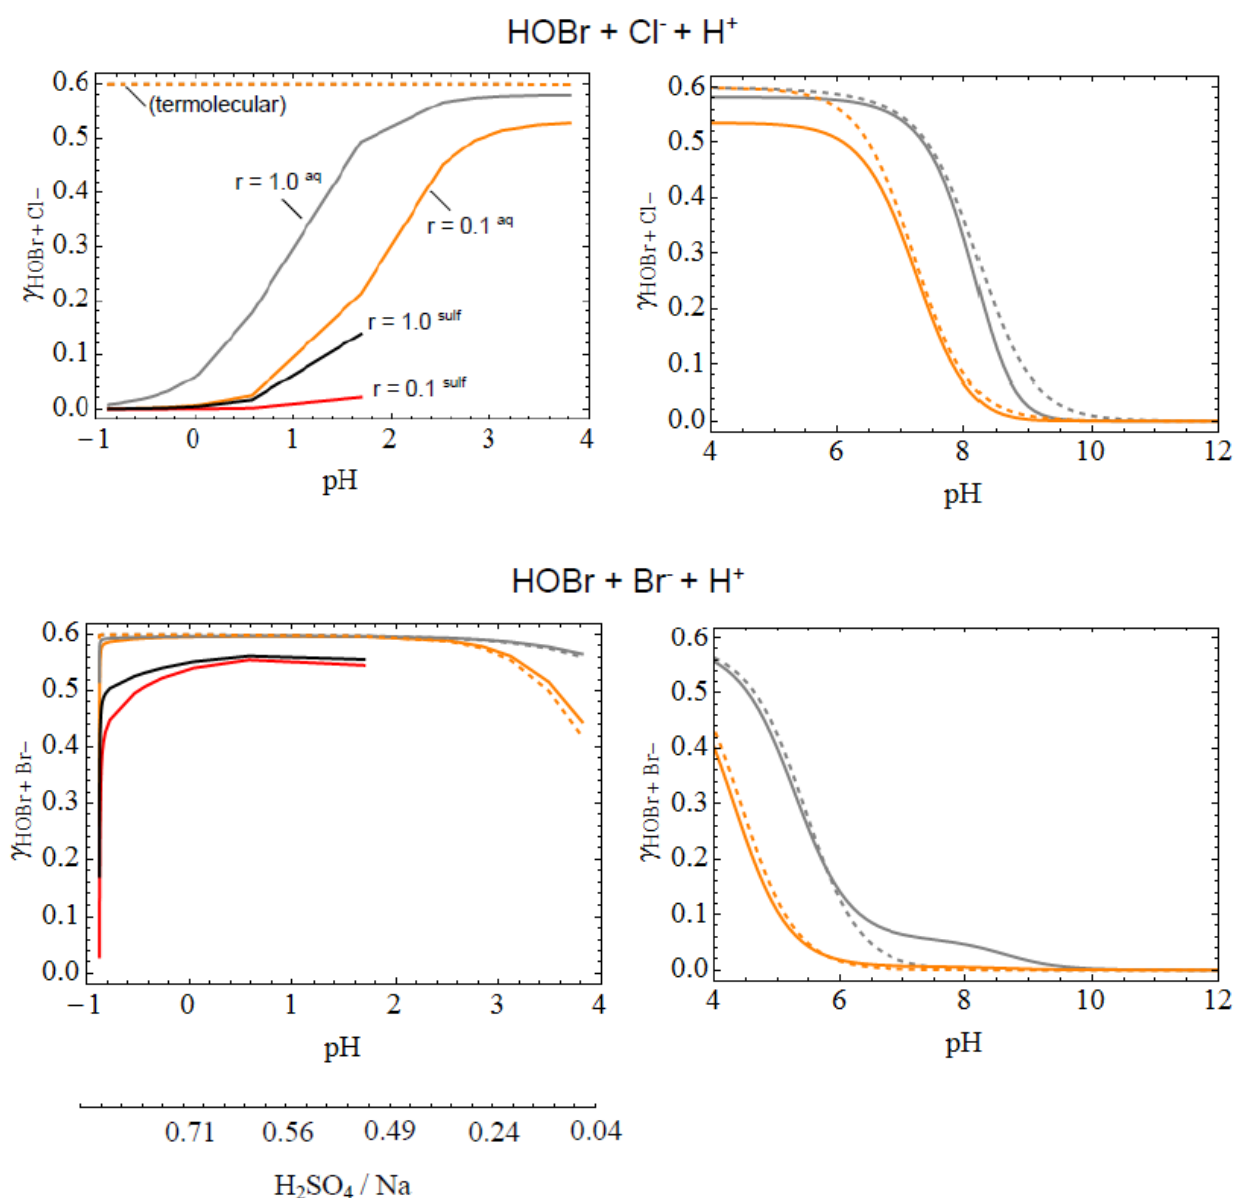 HOBr + Cl⁻ + H⁺
0.6
0.5
0.4
0.3
0.2
0.1
0.0
γHOBr + Cl−
(termolecular)
r = 1.0 aq
r = 0.1 aq
r = 1.0 sulf
r = 0.1 sulf
−1 0 1 2 3 4
pH
0.6
0.5
0.4
0.3
0.2
0.1
0.0
γHOBr + Cl−
4 6 8 10 12
pH
HOBr + Br⁻ + H⁺
0.6
0.5
0.4
0.3
0.2
0.1
0.0
γHOBr + Br−
−1 0 1 2 3 4
pH
0.6
0.5
0.4
0.3
0.2
0.1
0.0
γHOBr + Br−
4 6 8 10 12
pH
0.71 0.56 0.49 0.24 0.04
H₂SO₄ / Na